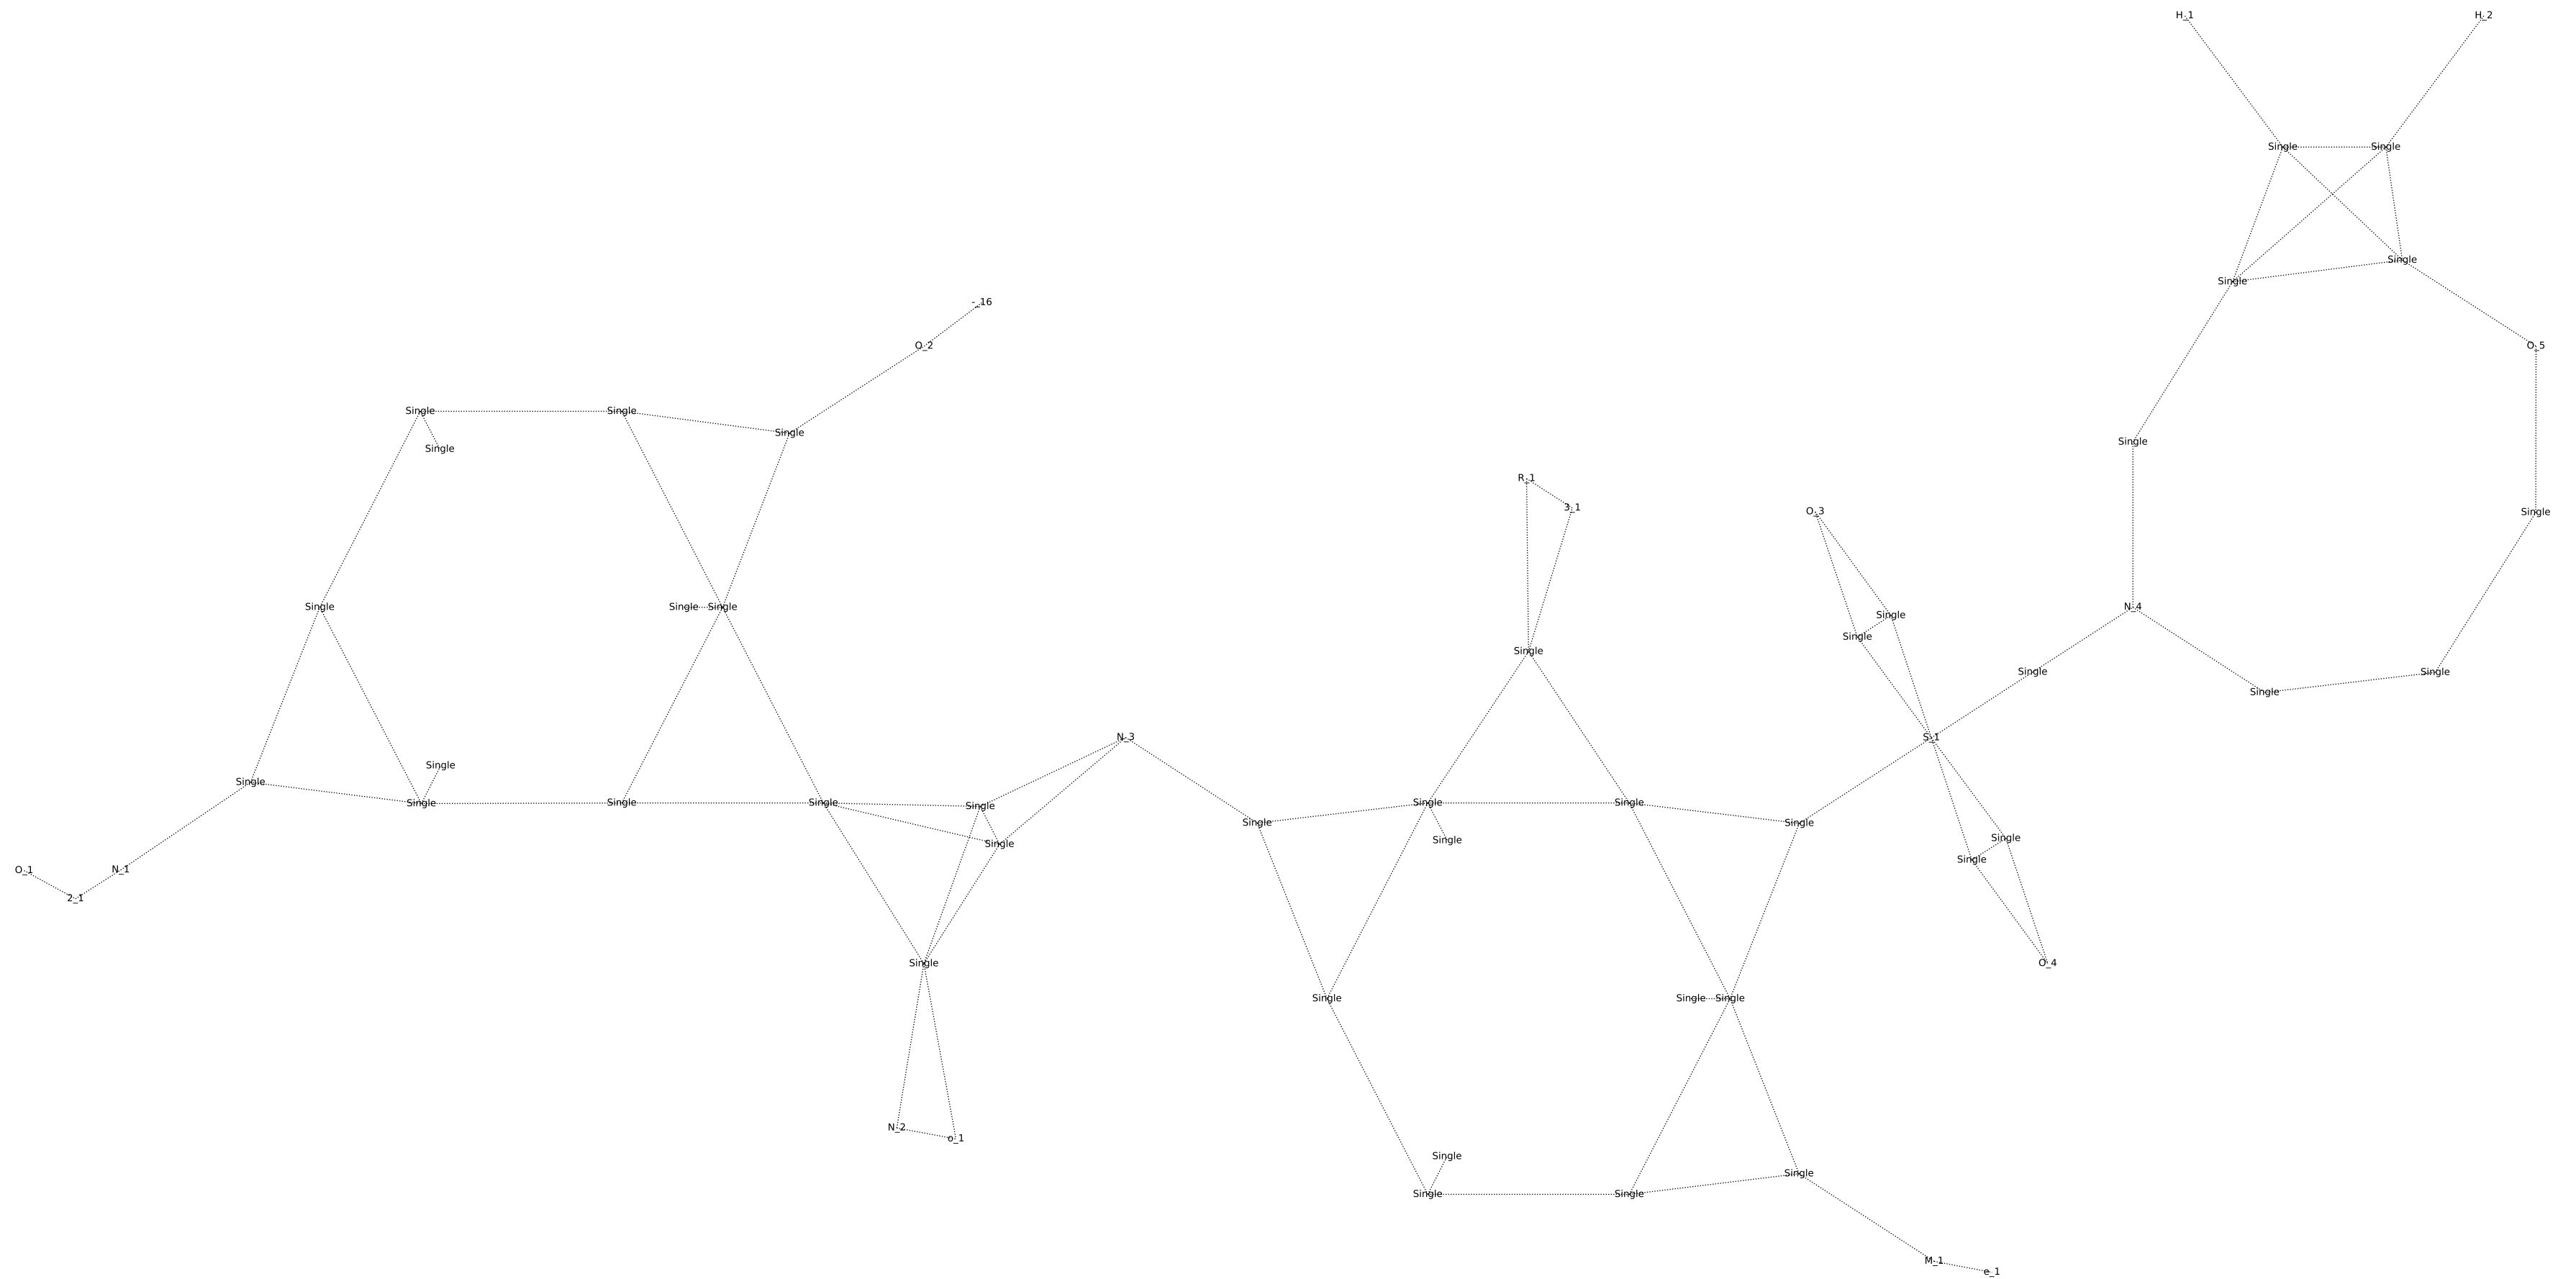 H_1 H_2
Single Single
Single
Single
-_16
O_2 O_5
Single Single
Single
Single Single
R_1
3_1
O_3 Single
Single Single Single N_4
Single
Single
Single
Single Single
Single
N_3 S_1
Single
Single
Single Single Single Single Single Single
Single Single
Single Single Single
Single
O_1 N_1
2_1
Single O_4
Single Single Single
N_2 o_1
Single
Single
Single Single
M_1 e_1